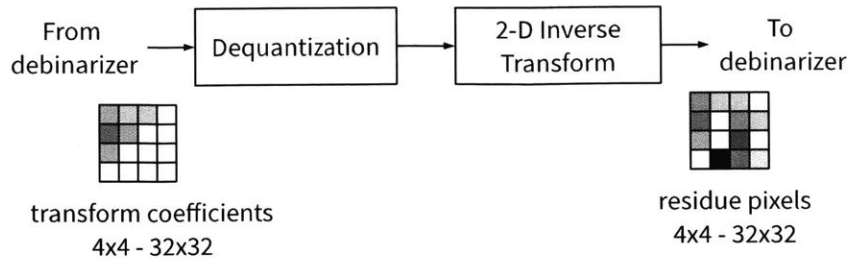 From
debinarizer
Dequantization
2-D Inverse
Transform
To
debinarizer
transform coefficients
4x4 - 32x32
residue pixels
4x4 - 32x32